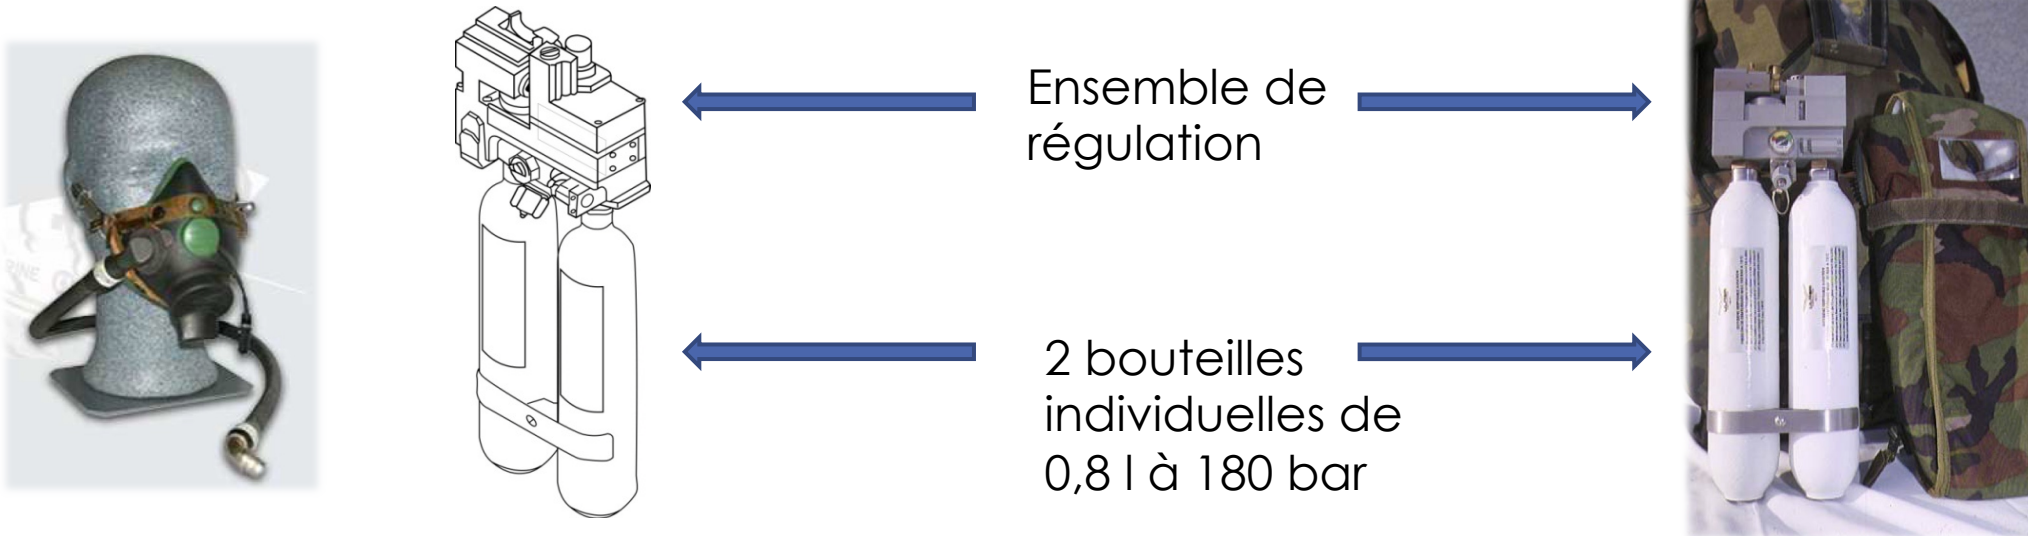 Ensemble de
régulation
2 bouteilles
individuelles de
0,8 l à 180 bar